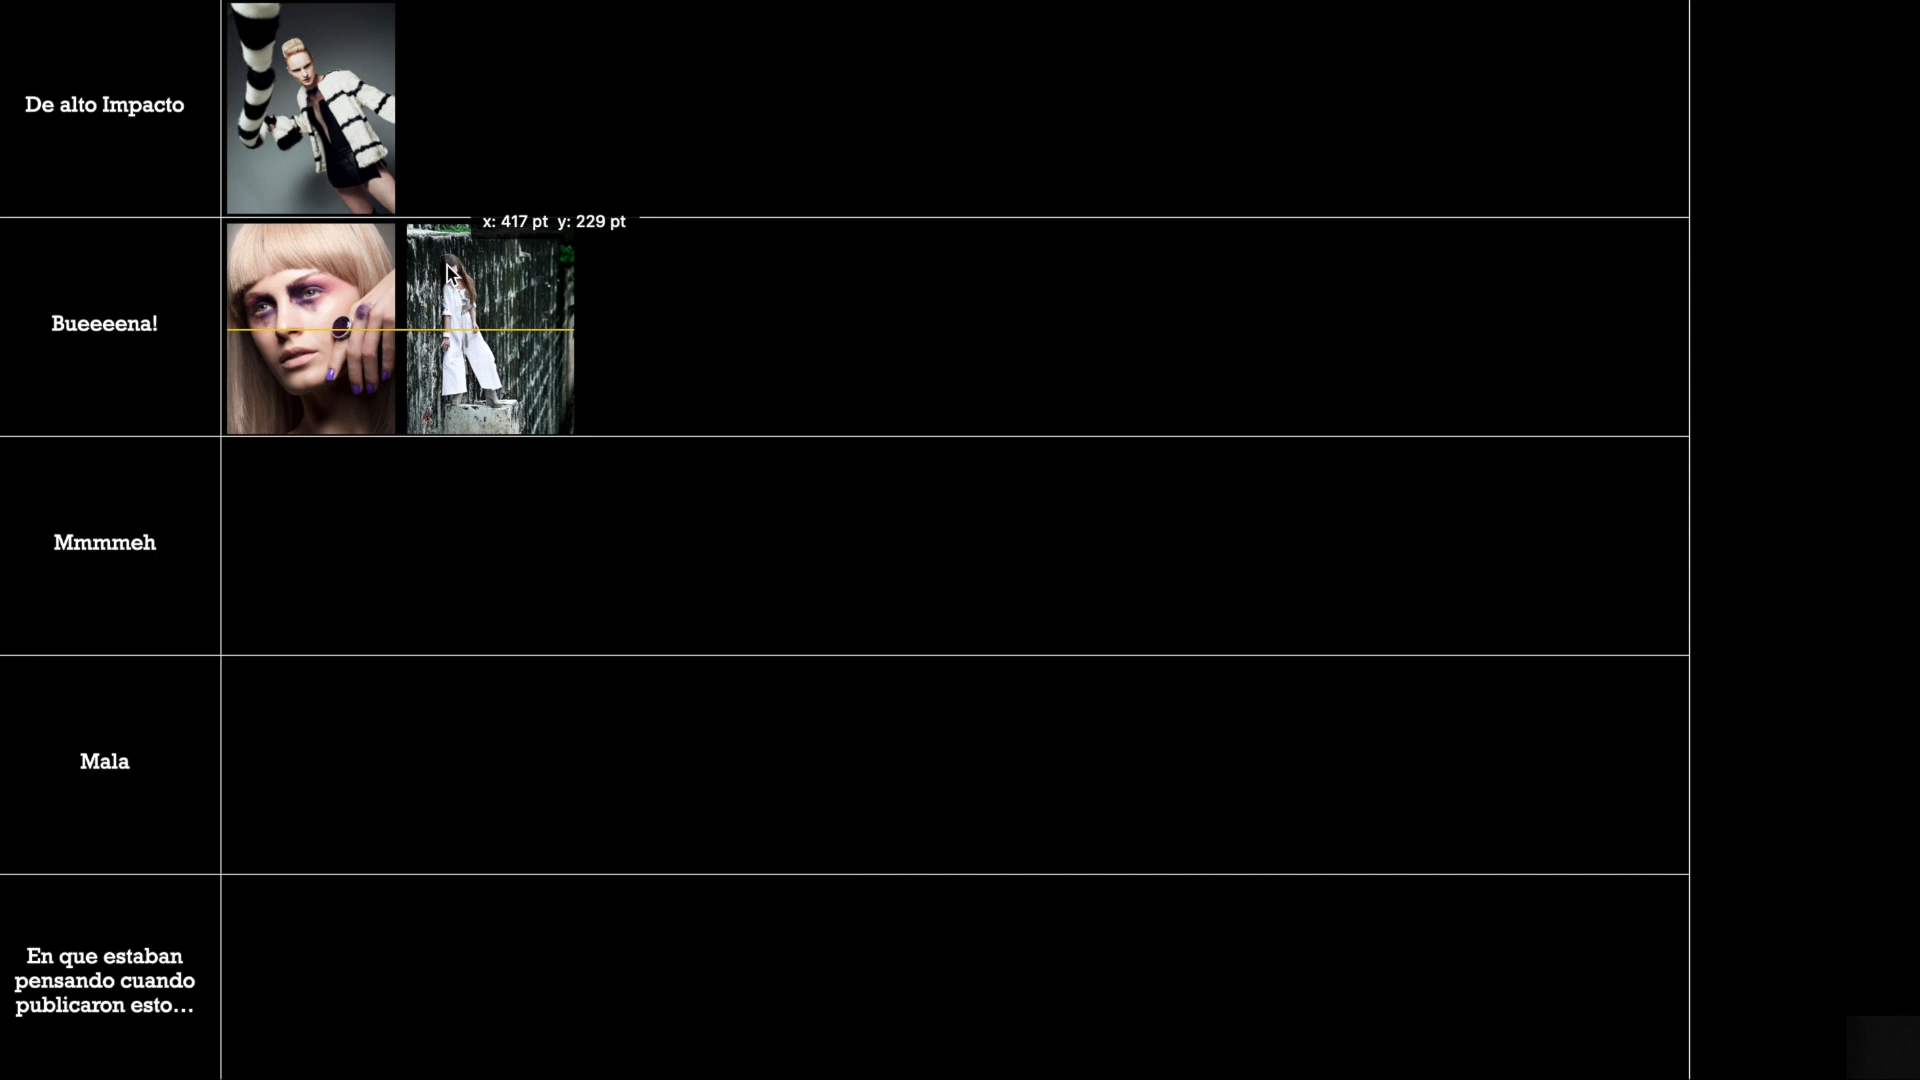 De alto Impacto
x: 417 pt y: 229 pt
Bueeeena!
Mmmmeh
Mala
En que estaban
pensando cuando
publicaron esto...